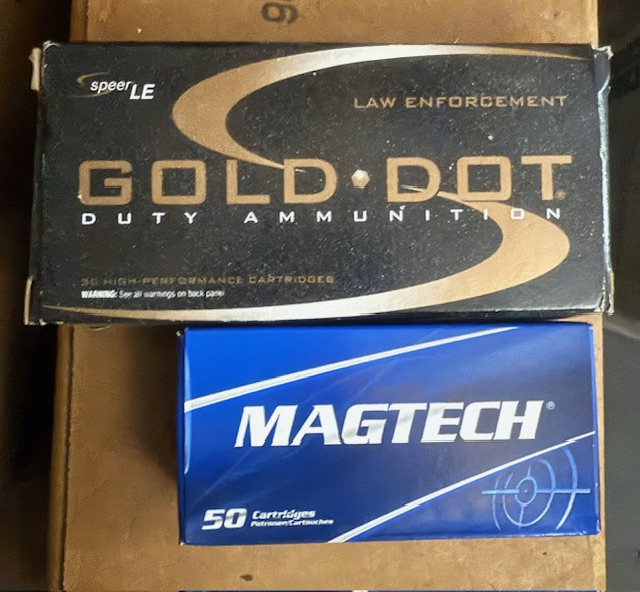 speer LE
LAW ENFORCEMENT
GOLD DOT
DUTY AMMUNITION
50 HIGH-PERFORMANCE CARTRIDGES
WARNING: See all warnings on back panel
MAGTECH®
50 Cartridges
Patronen/Cartouches